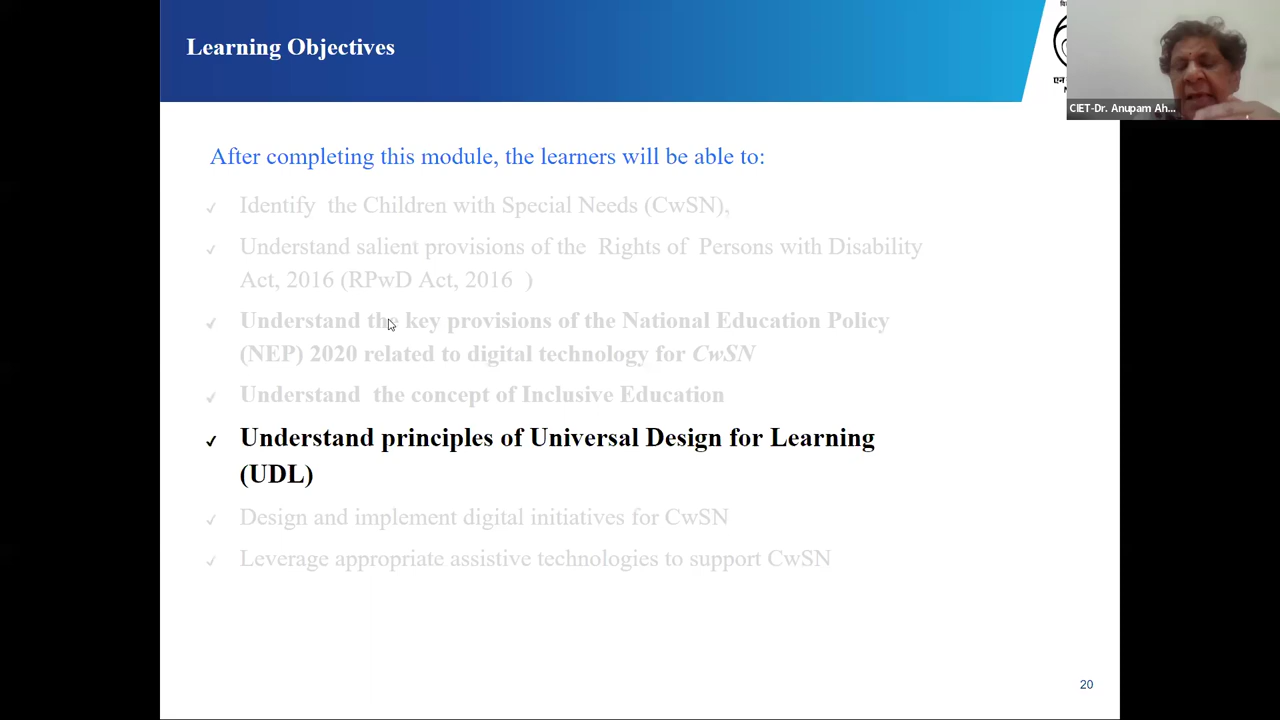 Learning Objectives
CIET-Dr. Anupam Ah...
After completing this module, the learners will be able to:
✓ Identify the Children with Special Needs (CwSN),
✓ Understand salient provisions of the Rights of Persons with Disability
Act, 2016 (RPwD Act, 2016 )
✓ Understand the key provisions of the National Education Policy
(NEP) 2020 related to digital technology for CwSN
✓ Understand the concept of Inclusive Education
✓ Understand principles of Universal Design for Learning
(UDL)
✓ Design and implement digital initiatives for CwSN
✓ Leverage appropriate assistive technologies to support CwSN
20